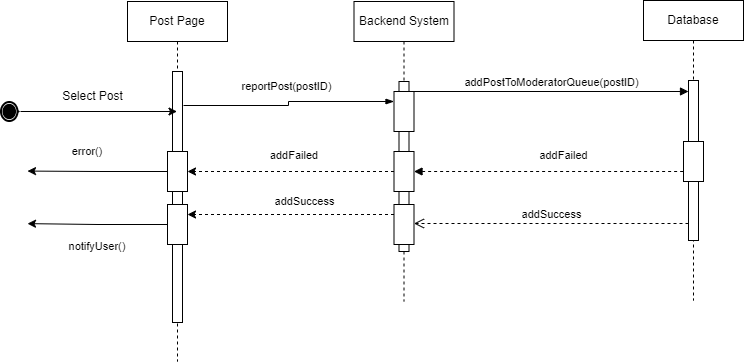 Post Page
Backend System
Database
Select Post
reportPost(postID)
addPostToModeratorQueue(postID)
error()
addFailed
addFailed
addSuccess
addSuccess
notifyUser()